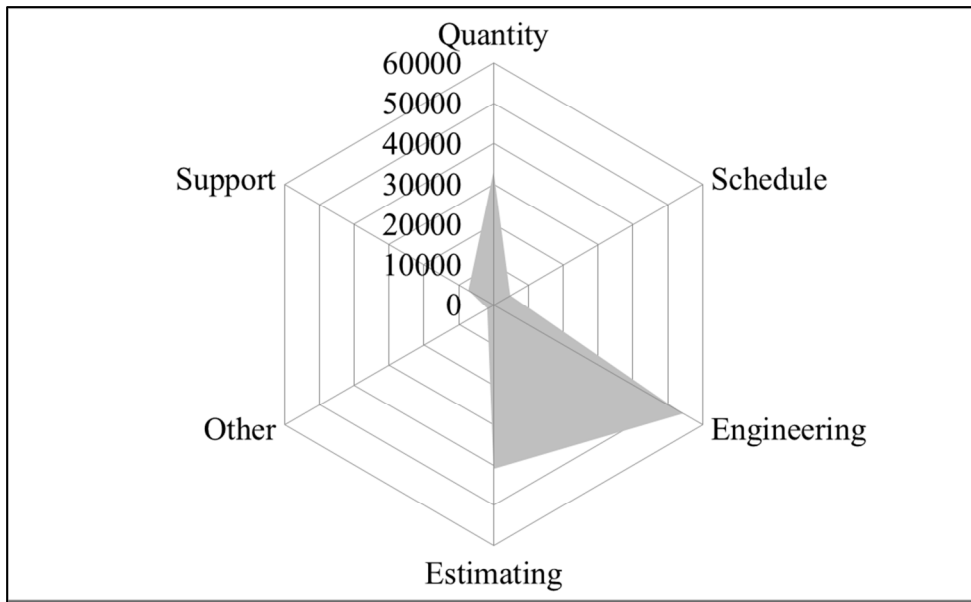 Quantity
60000
50000
40000
Support
Schedule
30000
20000
10000
0
Other
Engineering
Estimating